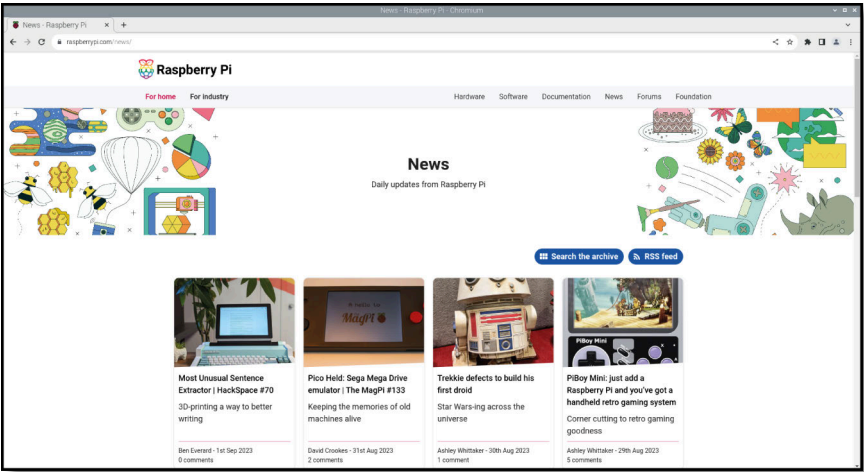 News - Raspberry Pi - Chromium
News - Raspberry Pi
raspberrypi.com/news/
Raspberry Pi
For home For industry Hardware Software Documentation News Forums Foundation
News
Daily updates from Raspberry Pi
Search the archive RSS feed
Hello from
MagPi
PiBoy Mini
Most Unusual Sentence
Extractor | HackSpace #70
3D-printing a way to better
writing
Ben Everard - 1st Sep 2023
0 comments
Pico Held: Sega Mega Drive
emulator | The MagPi #133
Keeping the memories of old
machines alive
David Crookes - 31st Aug 2023
2 comments
Trekkie defects to build his
first droid
Star Wars-ing across the
universe
Ashley Whittaker - 30th Aug 2023
1 comment
PiBoy Mini: just add a
Raspberry Pi and you've got a
handheld retro gaming system
Corner cutting to retro gaming
goodness
Ashley Whittaker - 29th Aug 2023
5 comments